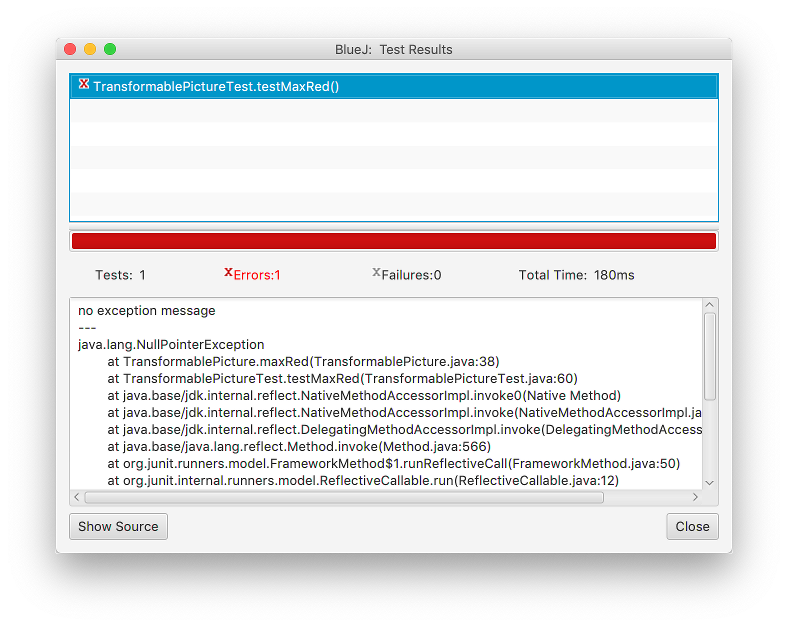 BlueJ: Test Results
TransformablePictureTest.testMaxRed()
Tests: 1 Errors:1 Failures:0 Total Time: 180ms
no exception message
---
java.lang.NullPointerException
at TransformablePicture.maxRed(TransformablePicture.java:38)
at TransformablePictureTest.testMaxRed(TransformablePictureTest.java:60)
at java.base/jdk.internal.reflect.NativeMethodAccessorImpl.invoke0(Native Method)
at java.base/jdk.internal.reflect.NativeMethodAccessorImpl.invoke(NativeMethodAccessorImpl.ja
at java.base/jdk.internal.reflect.DelegatingMethodAccessorImpl.invoke(DelegatingMethodAccess
at java.base/java.lang.reflect.Method.invoke(Method.java:566)
at org.junit.runners.model.FrameworkMethod$1.runReflectiveCall(FrameworkMethod.java:50)
at org.junit.internal.runners.model.ReflectiveCallable.run(ReflectiveCallable.java:12)
Show Source Close